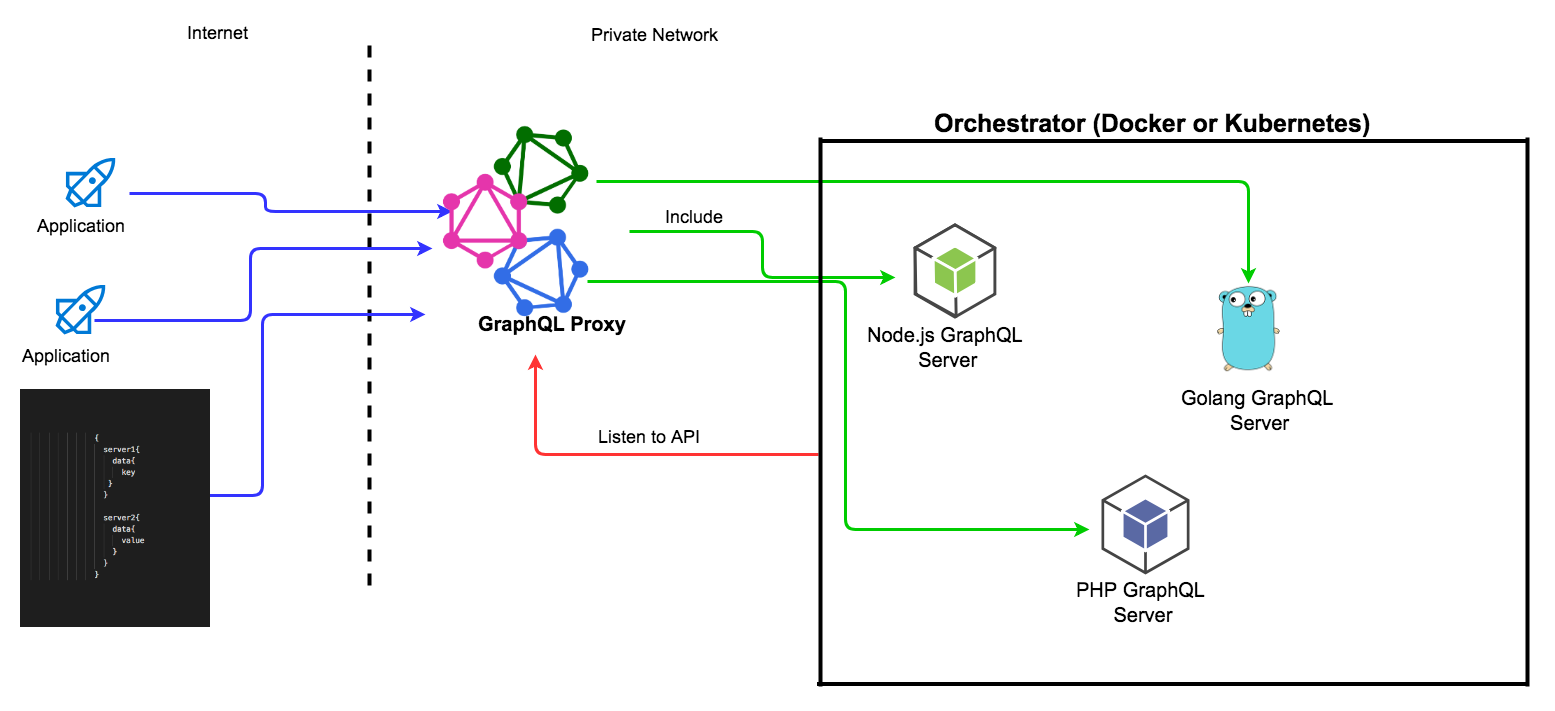 Internet
Private Network
Orchestrator (Docker or Kubernetes)
Application
Include
GraphQL Proxy
Node.js GraphQL
Server
Application
Golang GraphQL
Server
Listen to API
{
server1{
data{
key
}
}
server2{
data{
value
}
}
}
PHP GraphQL
Server